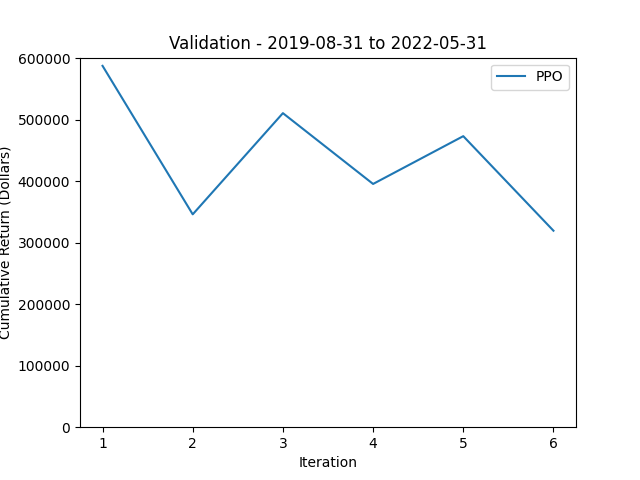 Validation - 2019-08-31 to 2022-05-31
PPO
600000
500000
400000
300000
200000
100000
0
Cumulative Return (Dollars)
1 2 3 4 5 6
Iteration